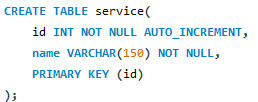 CREATE TABLE service(
    id INT NOT NULL AUTO_INCREMENT,
    name VARCHAR(150) NOT NULL,
    PRIMARY KEY (id)
);